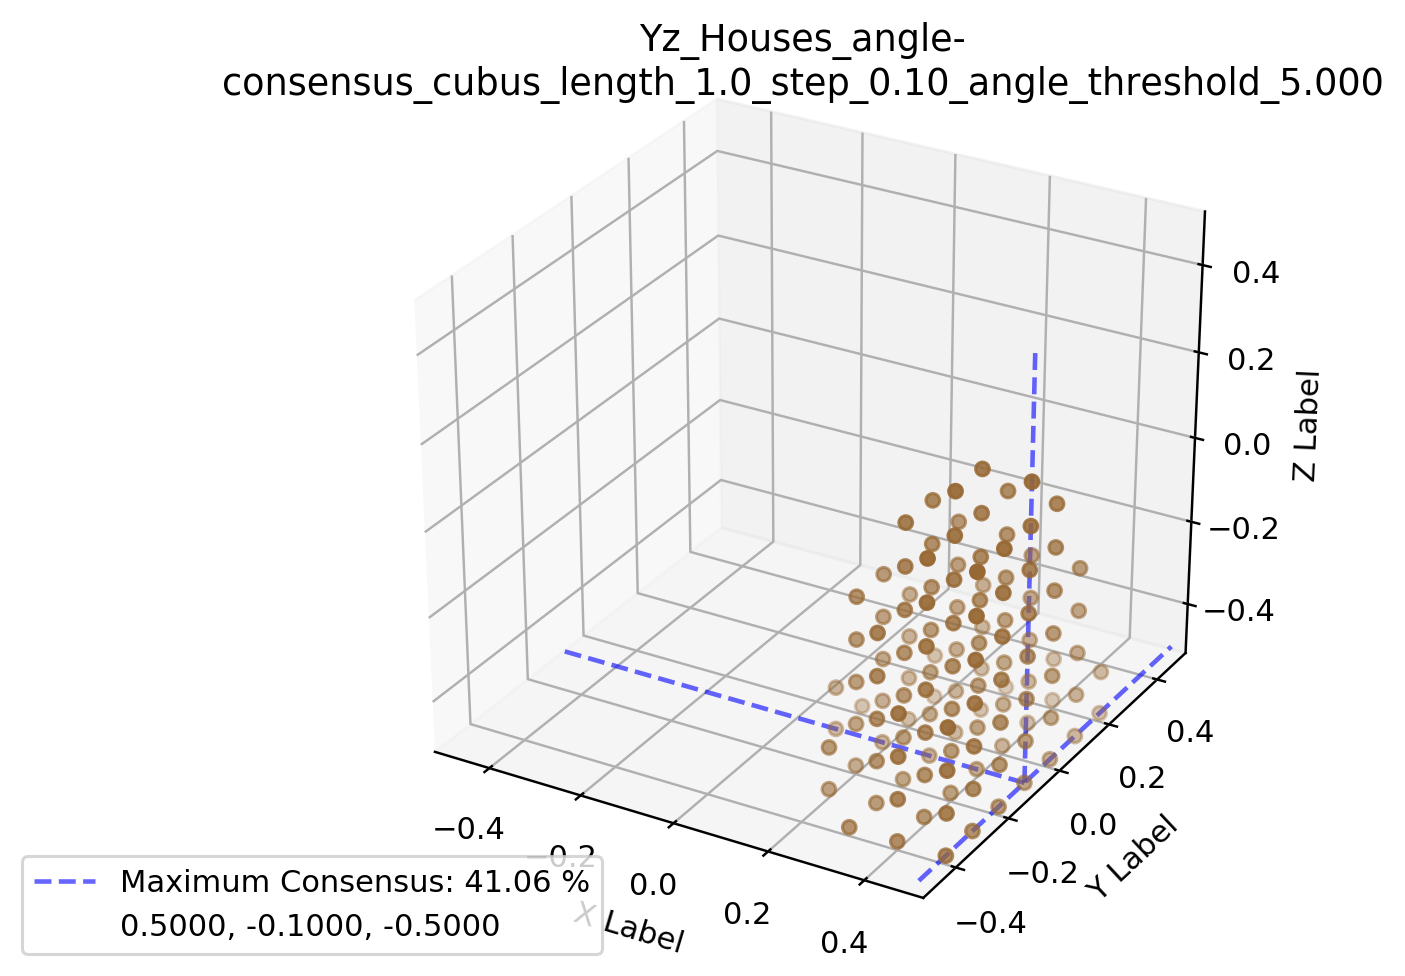 Yz_Houses_angle-
consensus_cubus_length_1.0_step_0.10_angle_threshold_5.000
0.4
0.2
0.0
−0.2
−0.4
Z Label
0.4
0.2
0.0
−0.2
−0.4
Y Label
−0.4
−0.2
0.0
0.2
0.4
X Label
Maximum Consensus: 41.06 %
0.5000, -0.1000, -0.5000